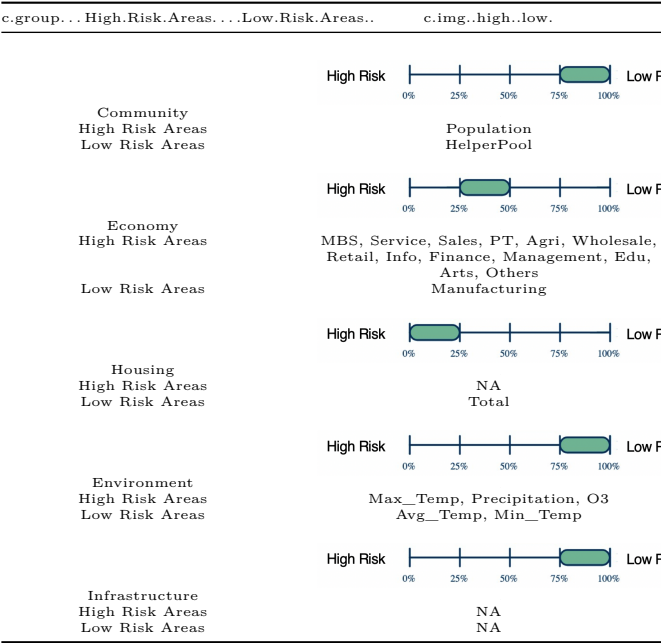 c.group... High.Risk.Areas....Low.Risk.Areas.. c.img..high..low.
High Risk Low F
0% 25% 50% 75% 100%
Community
High Risk Areas Population
Low Risk Areas HelperPool
High Risk Low F
0% 25% 50% 75% 100%
Economy
High Risk Areas MBS, Service, Sales, PT, Agri, Wholesale,
Retail, Info, Finance, Management, Edu,
Arts, Others
Low Risk Areas Manufacturing
High Risk Low F
0% 25% 50% 75% 100%
Housing
High Risk Areas NA
Low Risk Areas Total
High Risk Low F
0% 25% 50% 75% 100%
Environment
High Risk Areas Max_Temp, Precipitation, O3
Low Risk Areas Avg_Temp, Min_Temp
High Risk Low F
0% 25% 50% 75% 100%
Infrastructure
High Risk Areas NA
Low Risk Areas NA